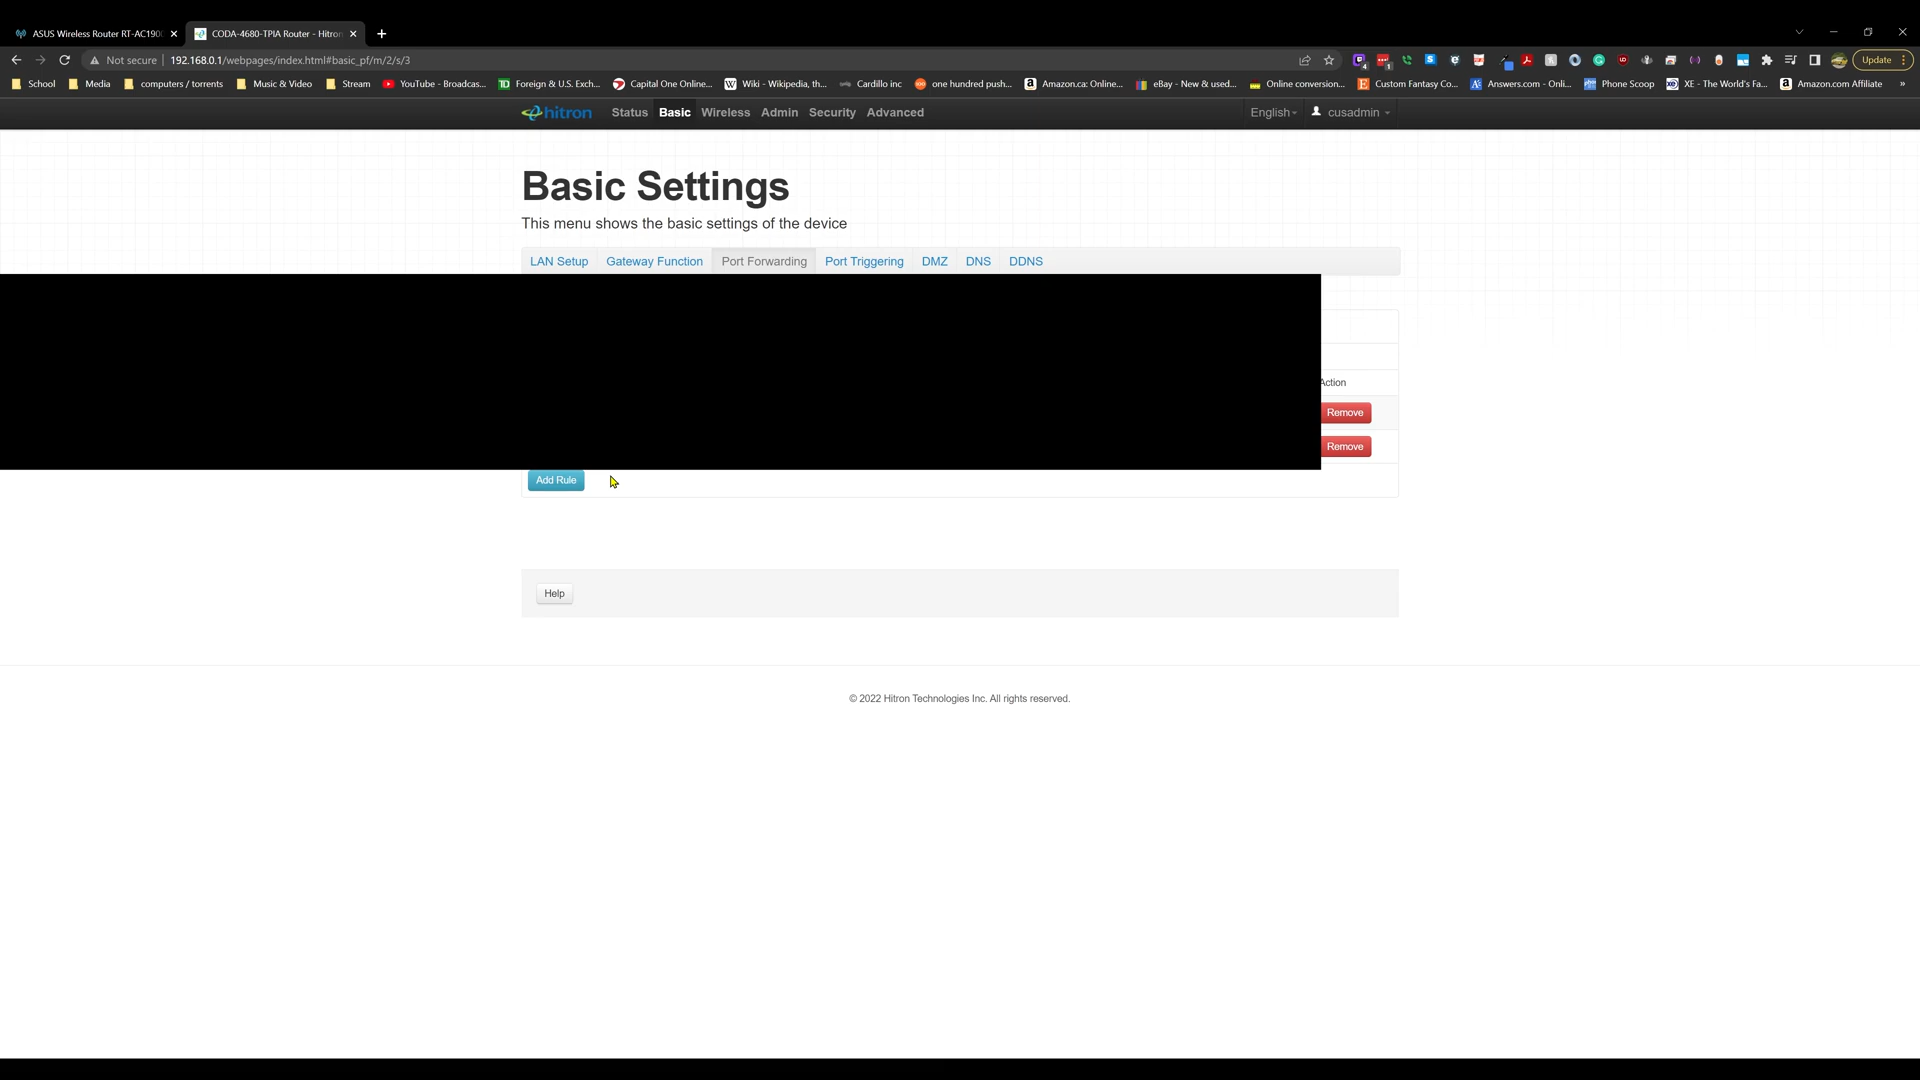 ASUS Wireless Router RT-AC190
CODA-4680-TPIA Router - Hitron
Not secure
192.168.0.1/webpages/index.html#basic_pf/m/2/s/3
Update
School
Media
computers / torrents
Music & Video
Stream
YouTube - Broadcas...
Foreign & U.S. Exch...
Capital One Online...
Wiki - Wikipedia, th...
Cardillo inc
one hundred push...
Amazon.ca: Online...
eBay - New & used...
Online conversion...
Custom Fantasy Co...
Answers.com - Onli...
Phone Scoop
XE - The World's Fa...
Amazon.com Affiliate
»
hitron
Status
Basic
Wireless
Admin
Security
Advanced
English
cusadmin
Basic Settings
This menu shows the basic settings of the device
LAN Setup
Gateway Function
Port Forwarding
Port Triggering
DMZ
DNS
DDNS
Action
Remove
Remove
Add Rule
Help
© 2022 Hitron Technologies Inc. All rights reserved.